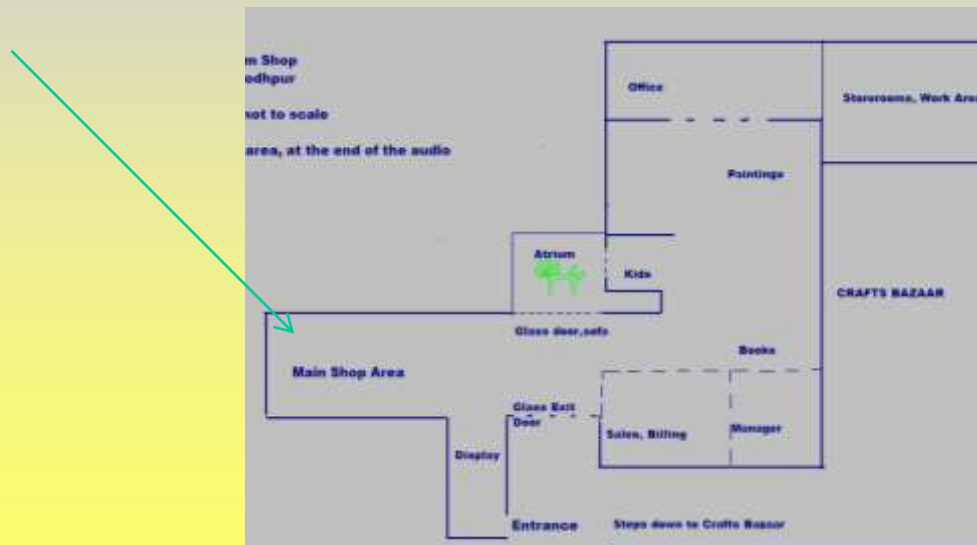 m Shop
odhpur
not to scale
area, at the end of the audio
Office
Storerooms, Work Area
Paintings
Atrium
Kids
CRAFTS BAZAAR
Glass door, sofa
Books
Main Shop Area
Glass Exit
Door
Sales, Billing
Manager
Display
Entrance
Steps down to Crafts Bazaar